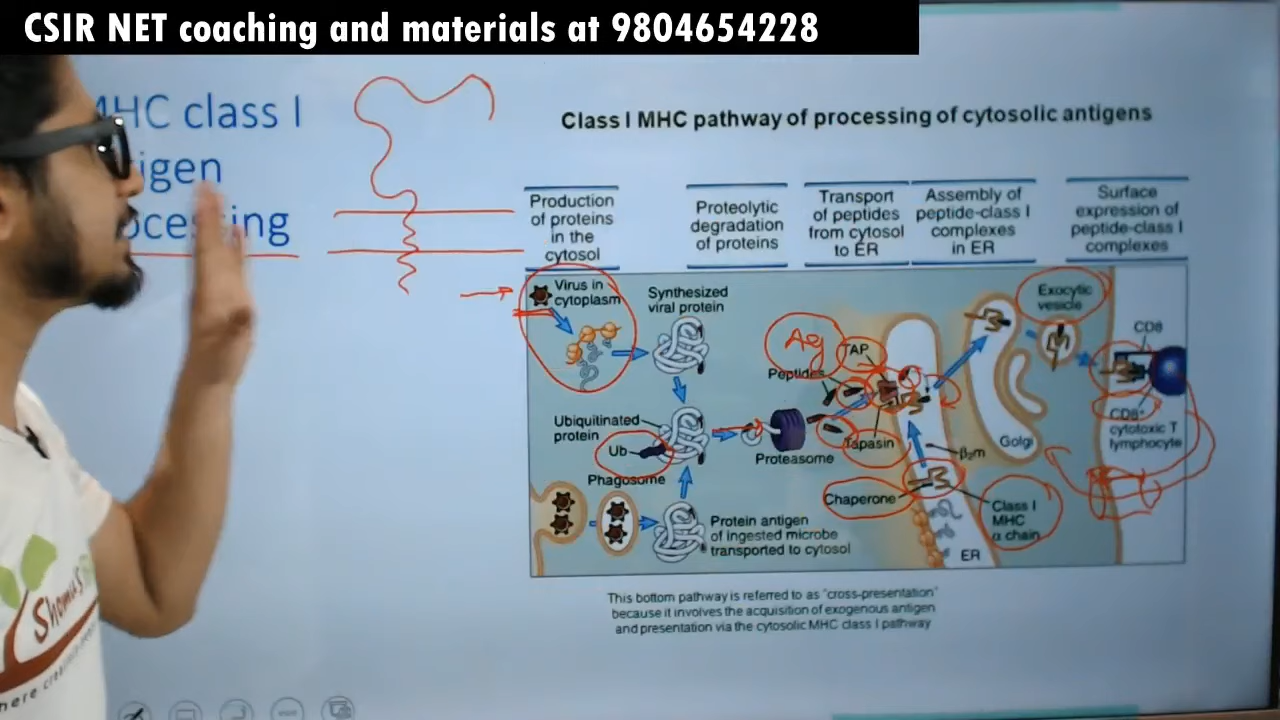 CSIR NET coaching and materials at 9804654228
MHC class I
Class I MHC pathway of processing of cytosolic antigens
Production
of proteins
in the
cytosol
Proteolytic
degradation
of proteins
Transport
of peptides
from cytosol
to ER
Assembly of
peptide-class I
complexes
in ER
Surface
expression of
peptide-class I
complexes
Virus in
cytoplasm
Synthesized
viral protein
Exocytic
vesicle
CD8
Ag
TAP
Peptides
CD8+
cytotoxic T
lymphocyte
Ubiquitinated
protein
Ub
Proteasome
Tapasin
β2m
Golgi
Phagosome
Chaperone
Class I
MHC
α chain
Protein antigen
of ingested microbe
transported to cytosol
ER
This bottom pathway is referred to as "cross-presentation"
because it involves the acquisition of exogenous antigen
and presentation via the cytosolic MHC class I pathway
here